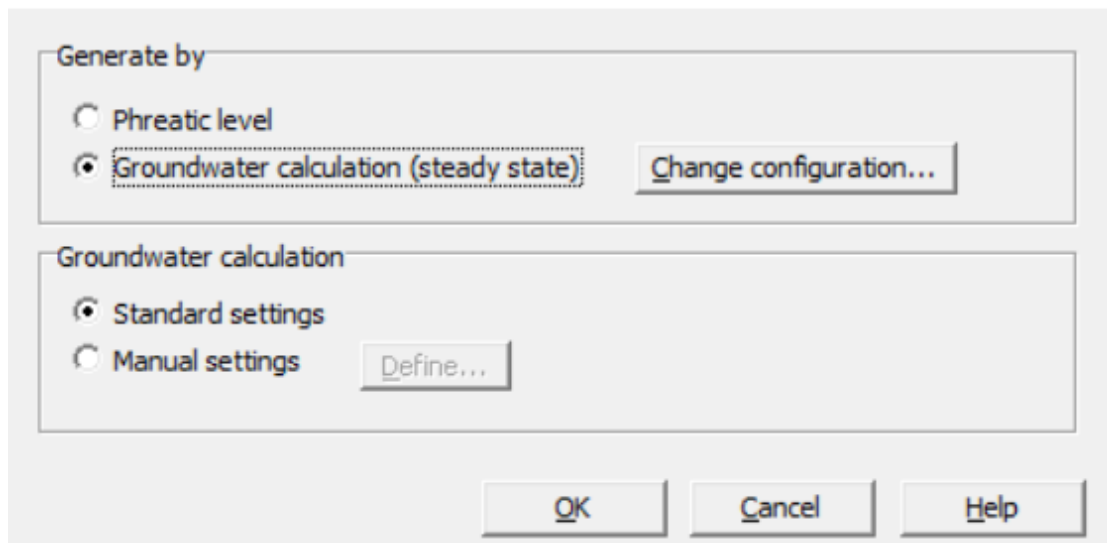 Generate by
Phreatic level
Groundwater calculation (steady state) Change configuration...
Groundwater calculation
Standard settings
Manual settings Define...
OK Cancel Help